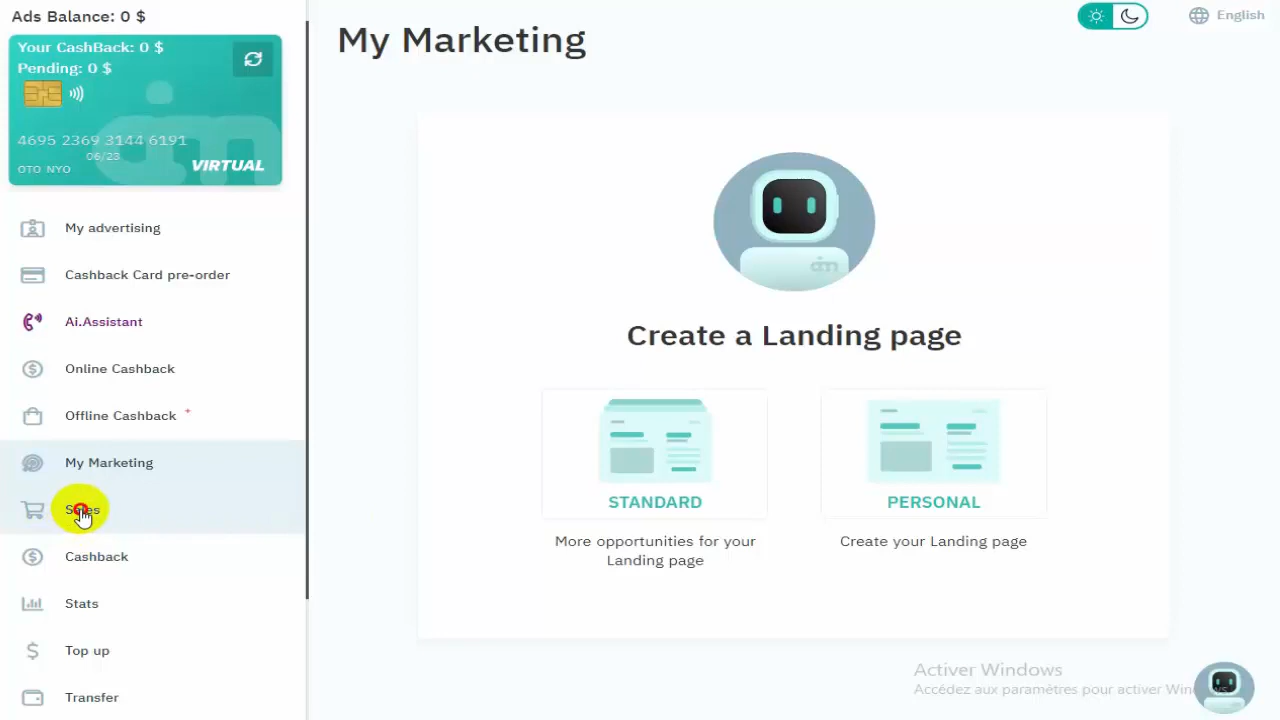 Ads Balance: 0 $
Your CashBack: 0 $
Pending: 0 $
4695 2369 3144 6191
06/23
OTO NYO
VIRTUAL
My advertising
Cashback Card pre-order
Ai.Assistant
Online Cashback
Offline Cashback *
My Marketing
Sales
Cashback
Stats
Top up
Transfer
My Marketing
English
Create a Landing page
STANDARD
More opportunities for your
Landing page
PERSONAL
Create your Landing page
Activer Windows
Accédez aux paramètres pour activer Windows.